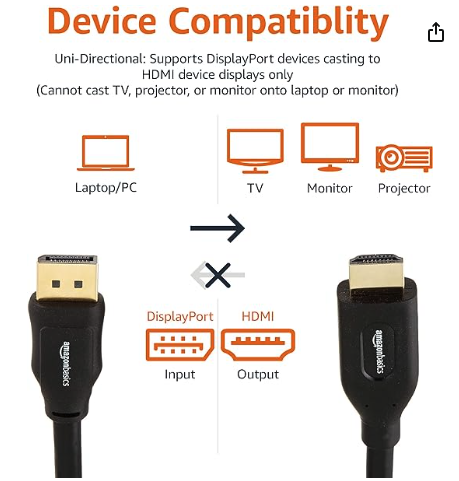 Device Compatiblity
Uni-Directional: Supports DisplayPort devices casting to
HDMI device displays only
(Cannot cast TV, projector, or monitor onto laptop or monitor)
Laptop/PC
TV
Monitor
Projector
DisplayPort
HDMI
Input
Output
amazonbasics
amazonbasics